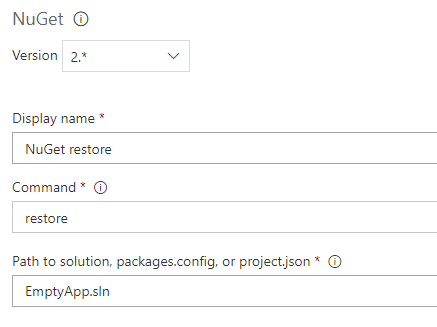 NuGet
Version 2.*
Display name *
NuGet restore
Command *
restore
Path to solution, packages.config, or project.json *
EmptyApp.sln